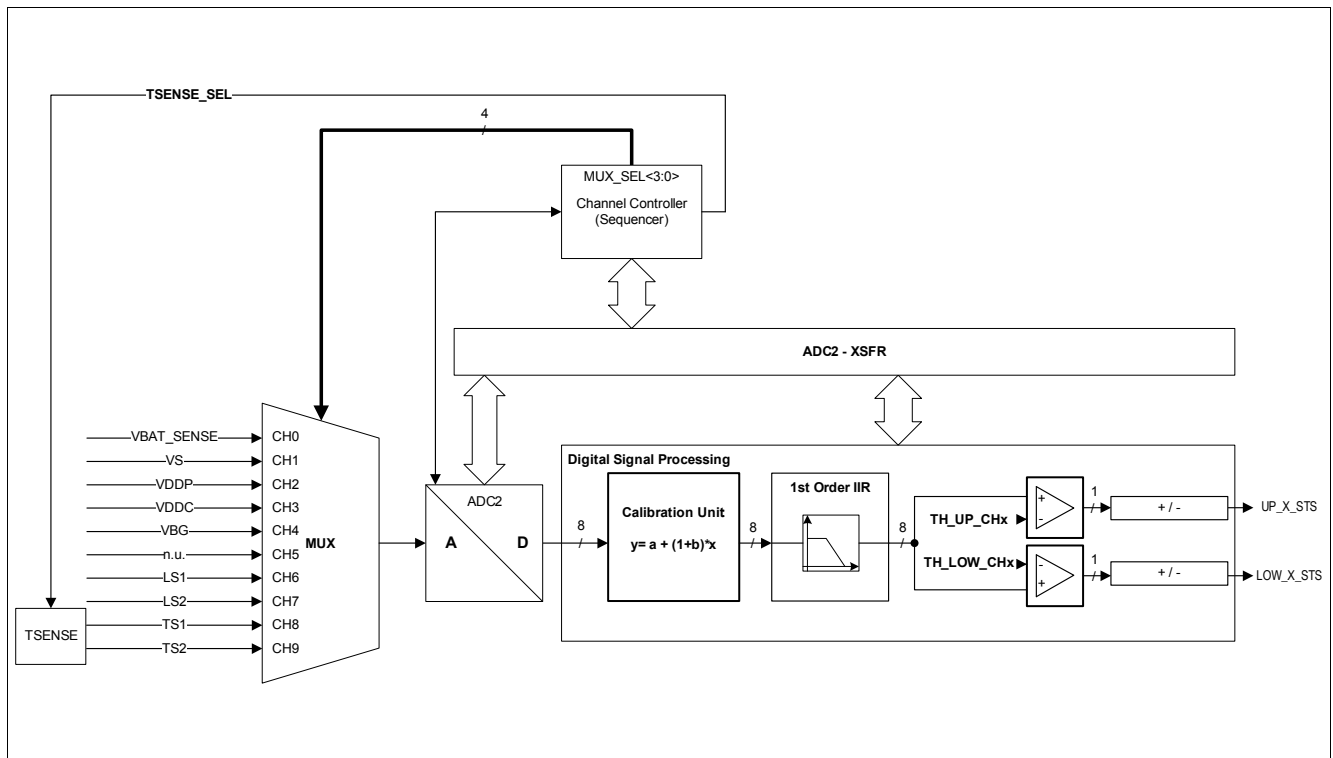 TSENSE_SEL
4
MUX_SEL<3:0>
Channel Controller
(Sequencer)
ADC2 - XSFR
VBAT_SENSE CH0
VS CH1
VDDP CH2
VDDC CH3
VBG CH4
n.u. CH5
LS1 CH6
LS2 CH7
TS1 CH8
TS2 CH9
MUX
TSENSE
ADC2
A D
8
Digital Signal Processing
Calibration Unit
y= a + (1+b)*x
8
1st Order IIR
8
TH_UP_CHx
+
-
1
+ / -
UP_X_STS
TH_LOW_CHx
-
+
1
+ / -
LOW_X_STS